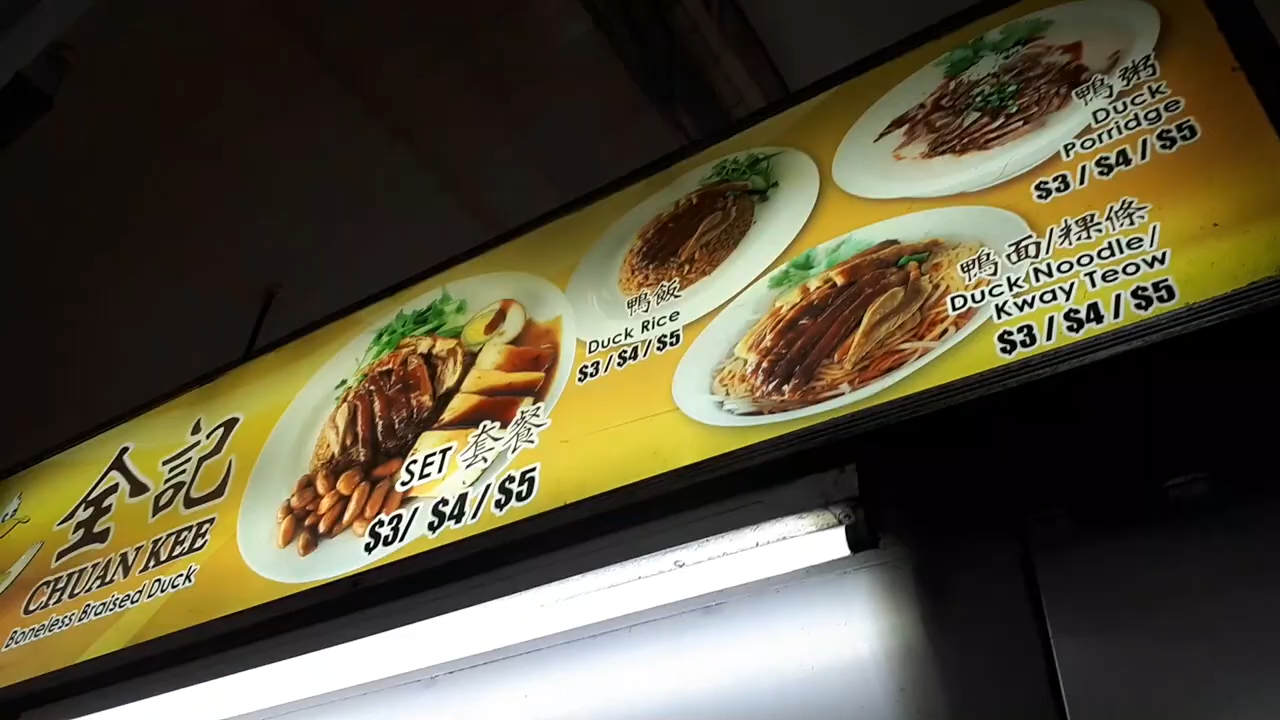 全記
CHUAN KEE
Boneless Braised Duck
SET 套餐
$3/ $4 / $5
鴨飯
Duck Rice
$3 / $4 / $5
鴨粥
Duck
Porridge
$3 / $4 / $5
鴨面/粿條
Duck Noodle/
Kway Teow
$3 / $4 / $5